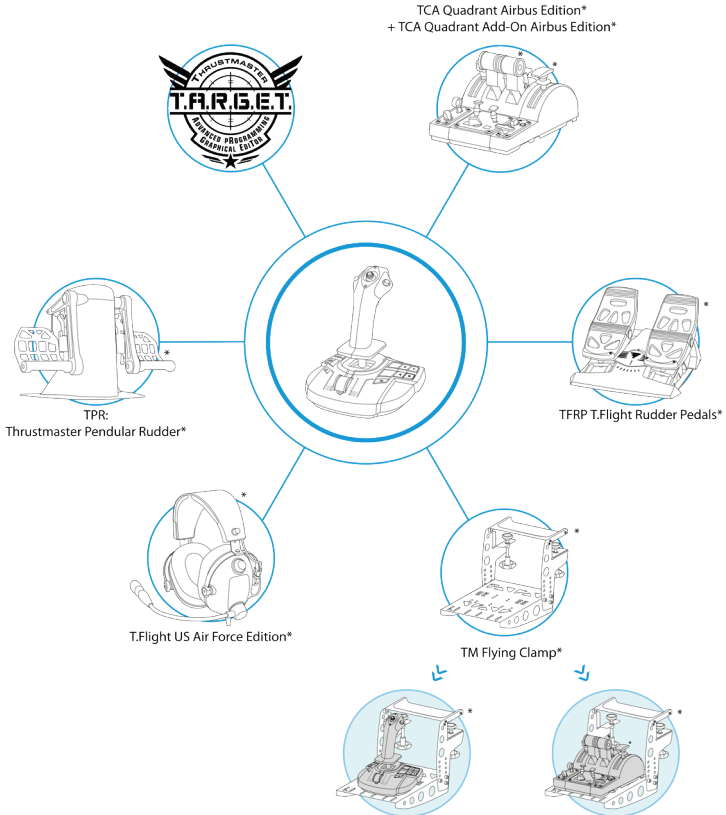 TCA Quadrant Airbus Edition*
+ TCA Quadrant Add-On Airbus Edition*
*
*
THRUSTMASTER
T.A.R.G.E.T.
ADVANCED PROGRAMMING
GRAPHICAL EDITOR
*
*
TPR:
Thrustmaster Pendular Rudder*
TFRP T.Flight Rudder Pedals*
*
*
T.Flight US Air Force Edition*
TM Flying Clamp*
*
*